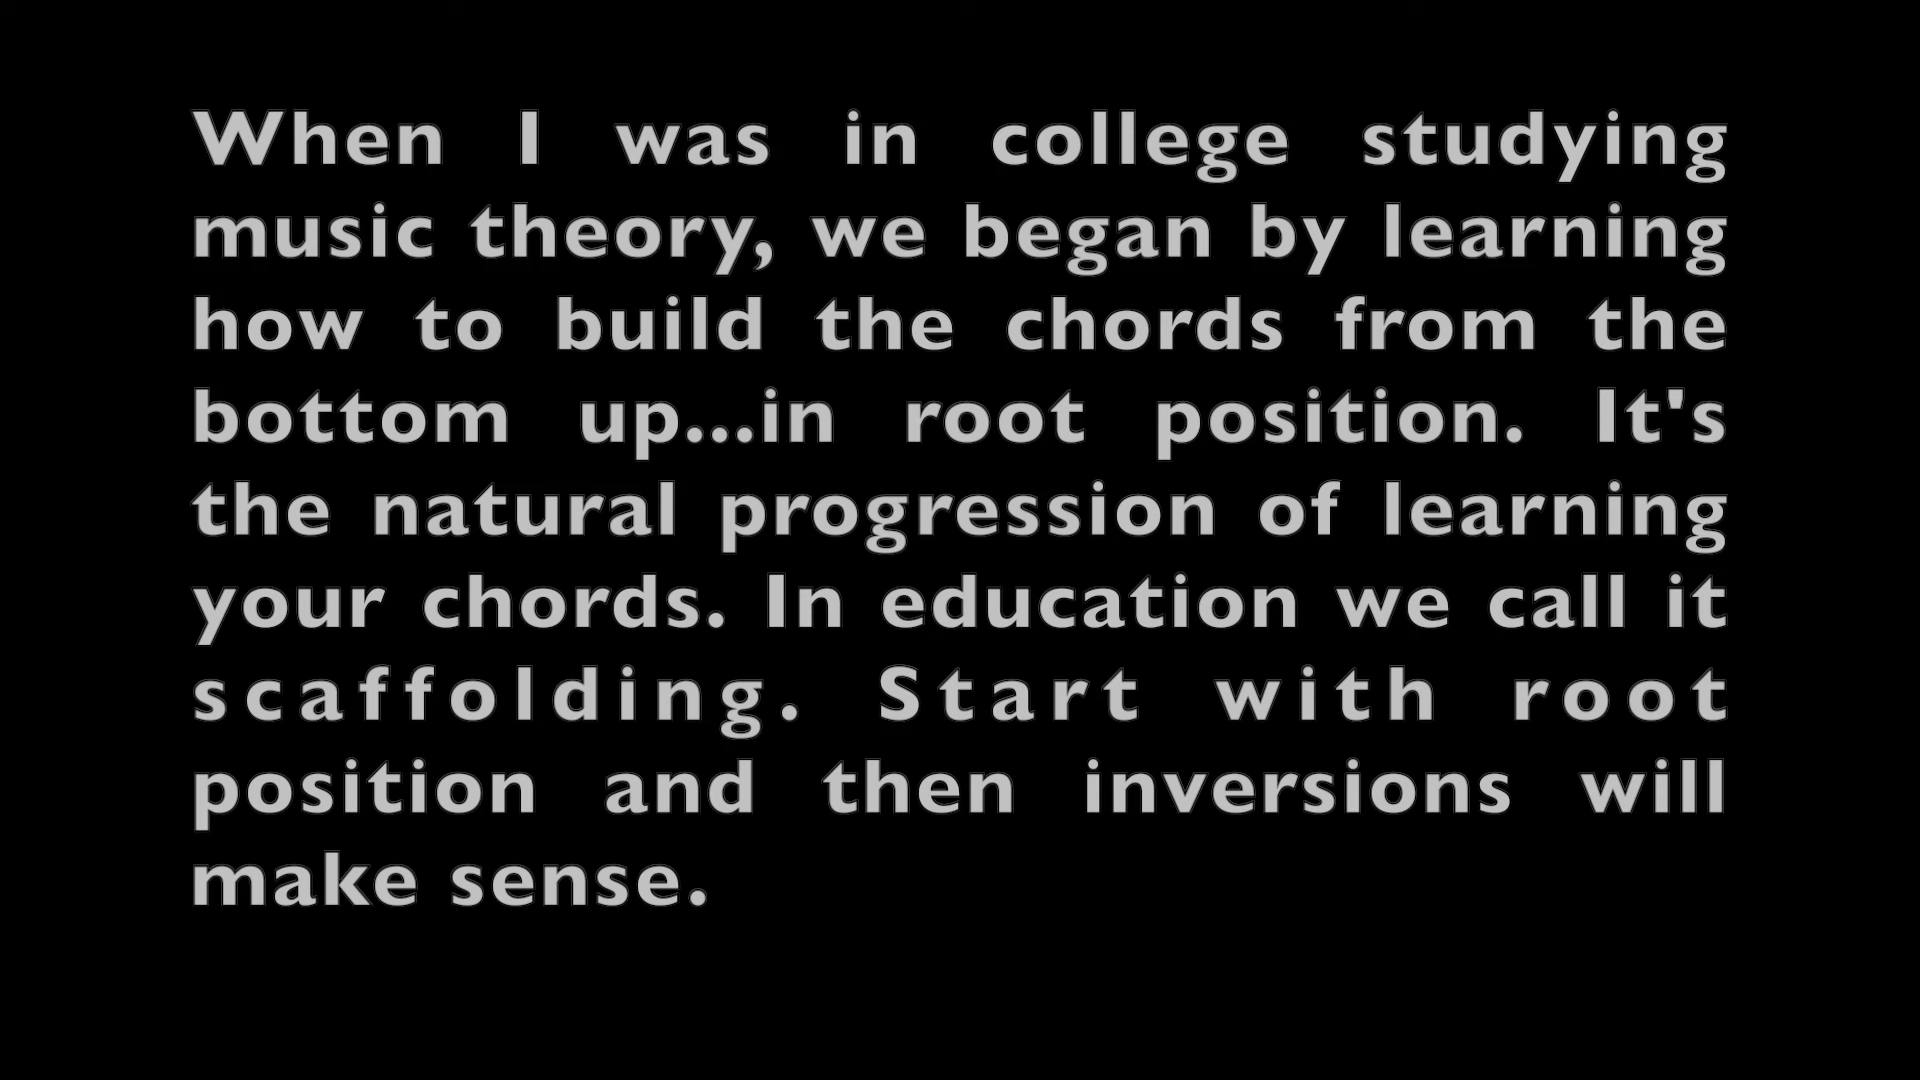 When I was in college studying
music theory, we began by learning
how to build the chords from the
bottom up...in root position. It's
the natural progression of learning
your chords. In education we call it
scaffolding. Start with root
position and then inversions will
make sense.